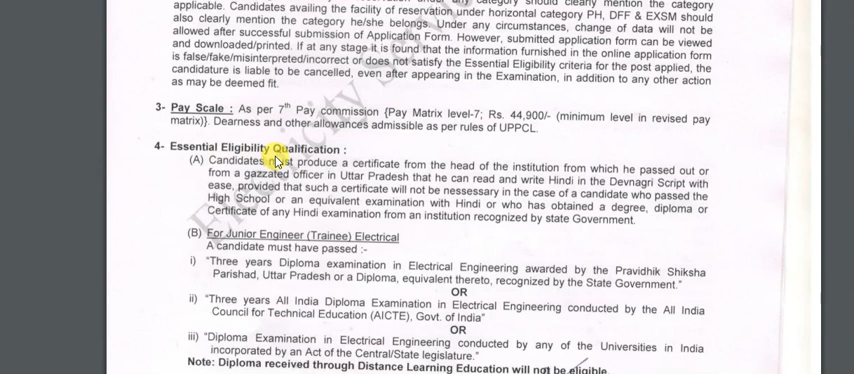 category should clearly mention the category
applicable. Candidates availing the facility of reservation under horizontal category PH, DFF & EXSM should
also clearly mention the category he/she belongs. Under any circumstances, change of data will not be
allowed after successful submission of Application Form. However, submitted application form can be viewed
and downloaded/printed. If at any stage it is found that the information furnished in the online application form
is false/fake/misinterpreted/incorrect or does not satisfy the Essential Eligibility criteria for the post applied, the
candidature is liable to be cancelled, even after appearing in the Examination, in addition to any other action
as may be deemed fit.
3- Pay Scale : As per 7th Pay commission {Pay Matrix level-7; Rs. 44,900/- (minimum level in revised pay
matrix)}. Dearness and other allowances admissible as per rules of UPPCL.
4- Essential Eligibility Qualification :
(A) Candidates must produce a certificate from the head of the institution from which he passed out or
from a gazzated officer in Uttar Pradesh that he can read and write Hindi in the Devnagri Script with
ease, provided that such a certificate will not be nessessary in the case of a candidate who passed the
High School or an equivalent examination with Hindi or who has obtained a degree, diploma or
Certificate of any Hindi examination from an institution recognized by state Government.
(B) For Junior Engineer (Trainee) Electrical
A candidate must have passed :-
i) "Three years Diploma examination in Electrical Engineering awarded by the Pravidhik Shiksha
Parishad, Uttar Pradesh or a Diploma, equivalent thereto, recognized by the State Government."
OR
ii) "Three years All India Diploma Examination in Electrical Engineering conducted by the All India
Council for Technical Education (AICTE), Govt. of India"
OR
iii) "Diploma Examination in Electrical Engineering conducted by any of the Universities in India
incorporated by an Act of the Central/State legislature."
Note: Diploma received through Distance Learning Education will not be eligible.
Electricity Service